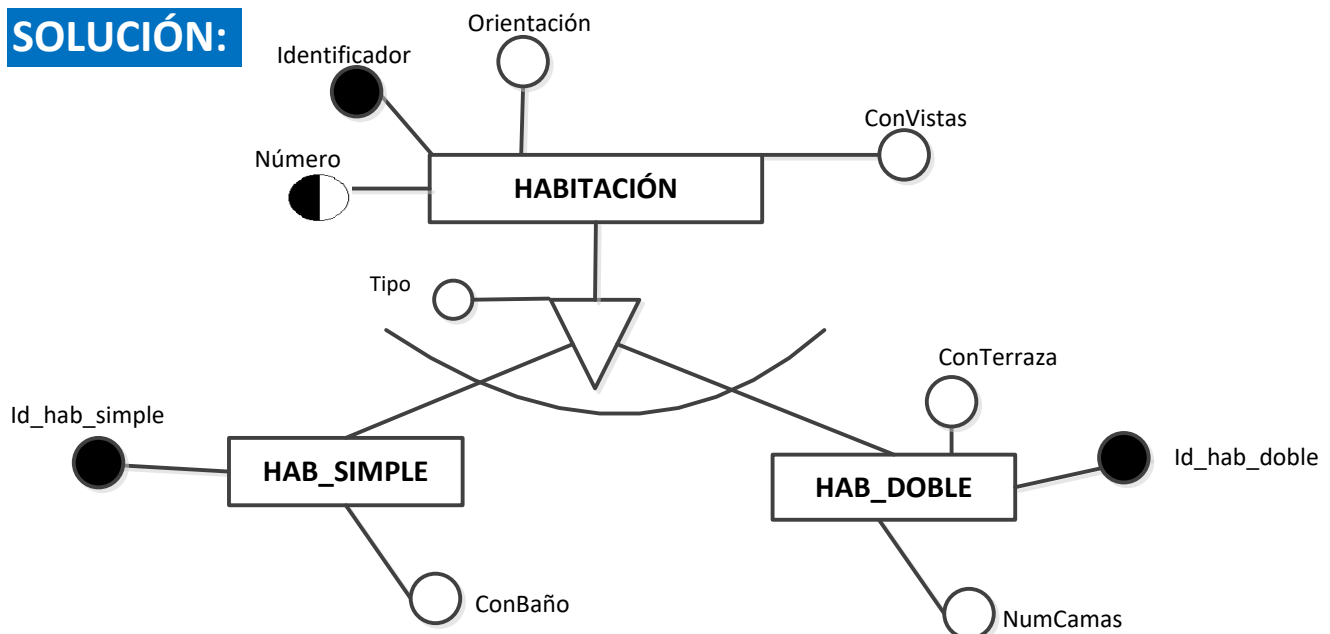 SOLUCIÓN:
Orientación
Identificador
ConVistas
Número
HABITACIÓN
Tipo
ConTerraza
Id_hab_simple
Id_hab_doble
HAB_SIMPLE
HAB_DOBLE
ConBaño
NumCamas